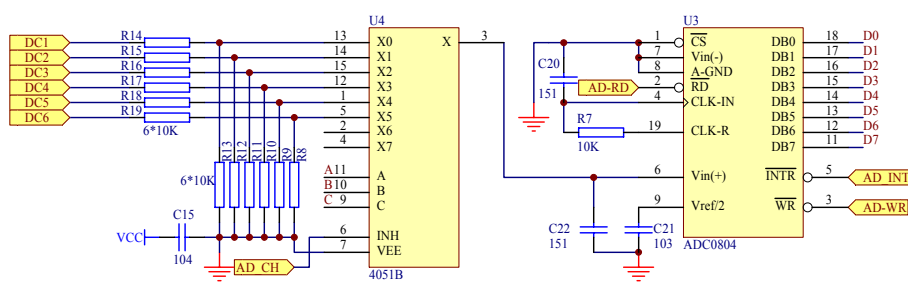 U4
U3
DC1 R14 13 X0 X 3
DC2 R15 14 X1
DC3 R16 15 X2
DC4 R17 12 X3
DC5 R18 1 X4
DC6 R19 5 X5
6*10K 2 X6
4 X7
R13 R12 R11 R10 R9 R8
6*10K
A 11 A
B 10 B
C 9 C
C15
VCC
104
6 INH
7 VEE
AD_CH
4051B
1 CS DB0 18 D0
7 Vin(-) DB1 17 D1
8 A-GND DB2 16 D2
C20
151
AD-RD 2 RD DB3 15 D3
4 CLK-IN DB4 14 D4
DB5 13 D5
R7 19 CLK-R DB6 12 D6
10K DB7 11 D7
6 Vin(+) INTR 5 AD_INT
9 Vref/2 WR 3 AD-WR
C22 C21
151 103
ADC0804